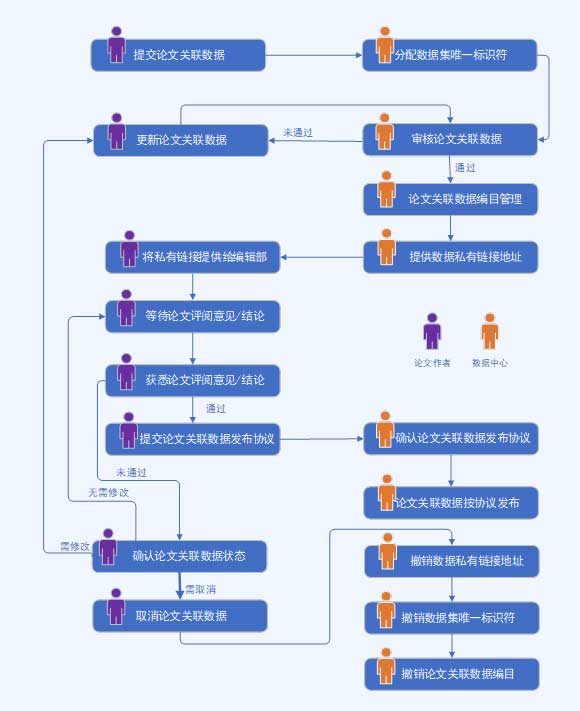 提交论文关联数据
分配数据集唯一标识符
更新论文关联数据
未通过
审核论文关联数据
通过
论文关联数据编目管理
将私有链接提供给编辑部
提供数据私有链接地址
等待论文评阅意见/结论
论文作者
数据中心
获悉论文评阅意见/结论
通过
提交论文关联数据发布协议
确认论文关联数据发布协议
未通过
无需修改
论文关联数据按协议发布
需修改
确认论文关联数据状态
撤销数据私有链接地址
需取消
取消论文关联数据
撤销数据集唯一标识符
撤销论文关联数据编目